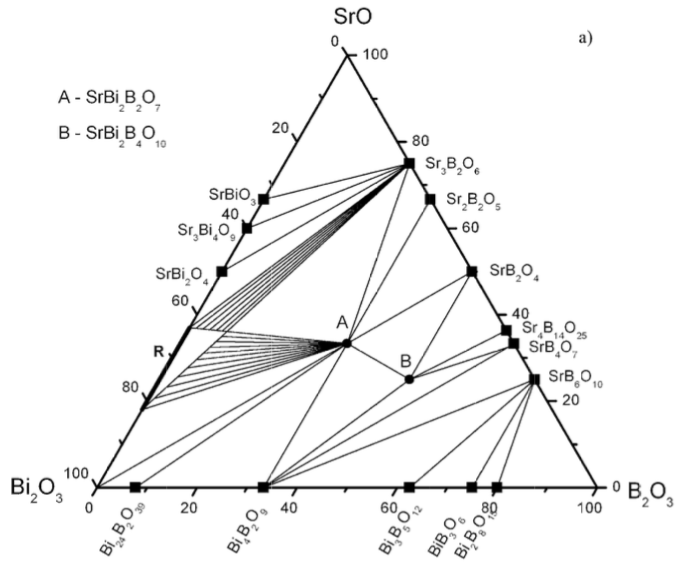 SrO
a)
0
100
A - SrBi₂B₂O₇
B - SrBi₂B₄O₁₀
20
80
Sr₃B₂O₆
SrBiO₃
Sr₂B₂O₅
40
60
Sr₃Bi₄O₉
SrBi₂O₄
SrB₂O₄
60
40
A
Sr₄B₁₄O₂₅
R
SrB₄O₇
B
SrB₆O₁₀
80
20
Bi₂O₃
100
0
B₂O₃
0
20
40
60
80
100
Bi₂₄B₂O₃₉
Bi₄B₂O₉
Bi₃B₅O₁₂
BiB₃O₆
Bi₂B₈O₁₅